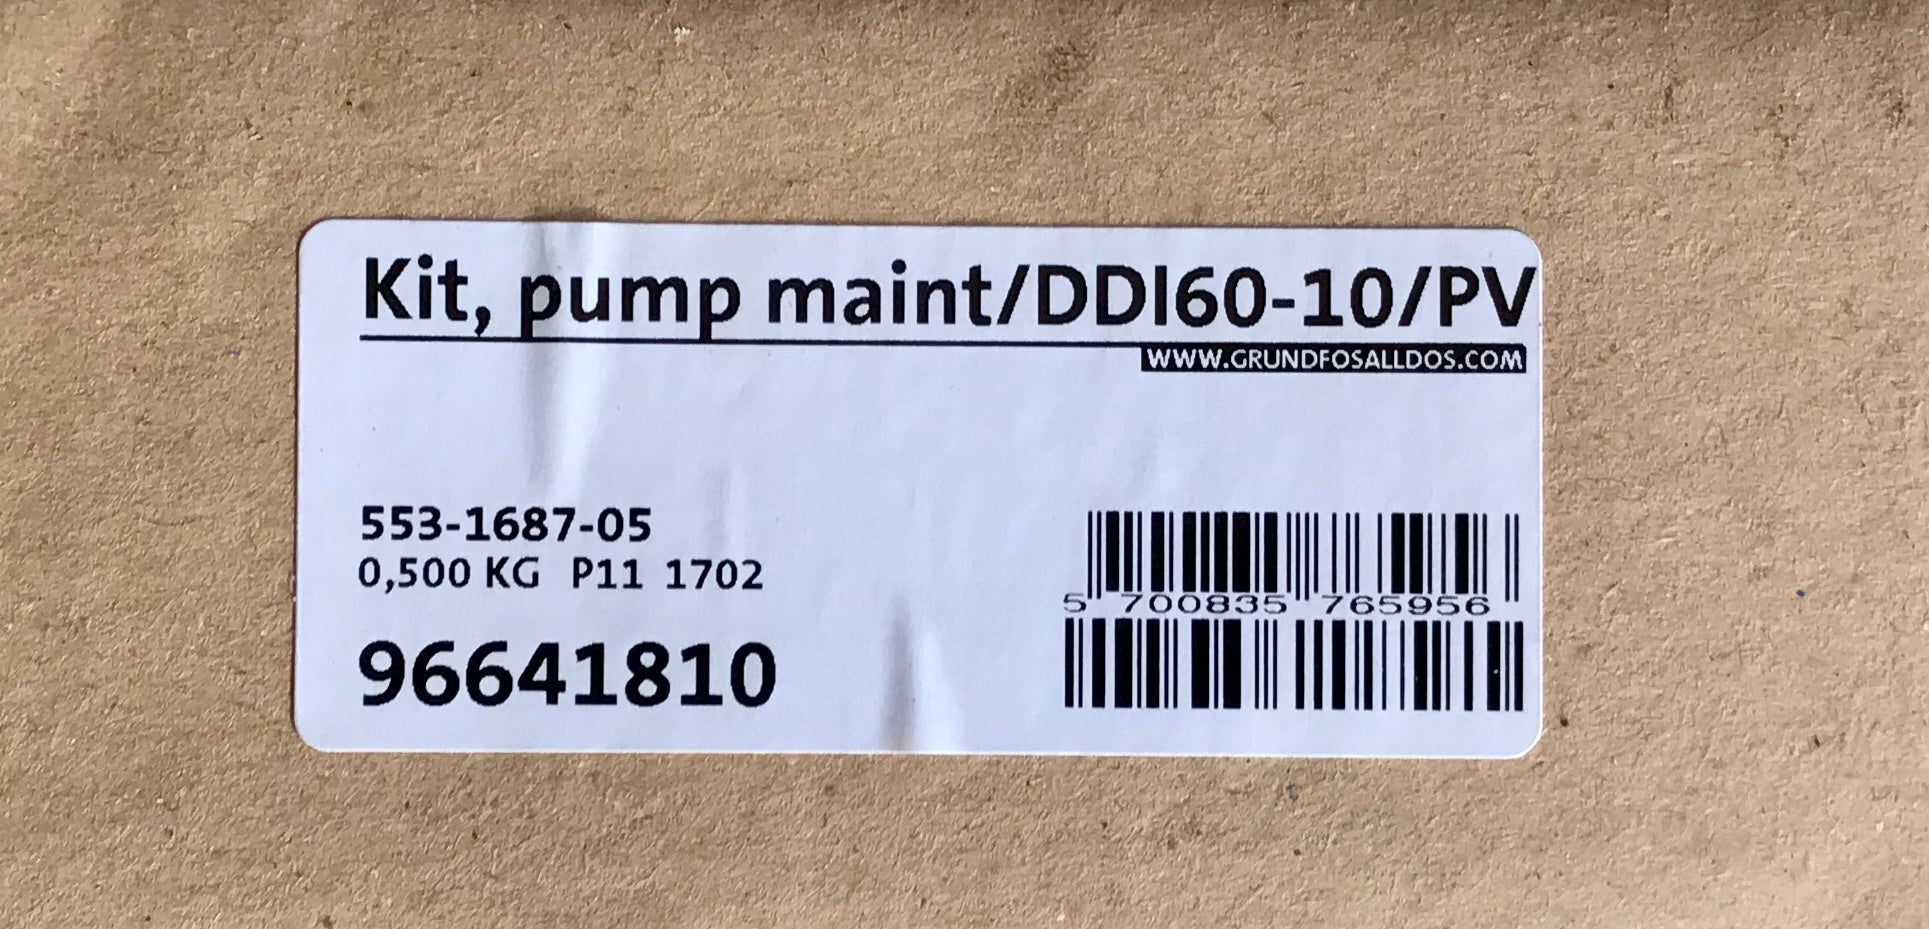 Kit, pump maint/DDI60-10/PV
WWW.GRUNDFOSALLDOS.COM
553-1687-05
0,500 KG P11 1702
96641810
5 700835 765956